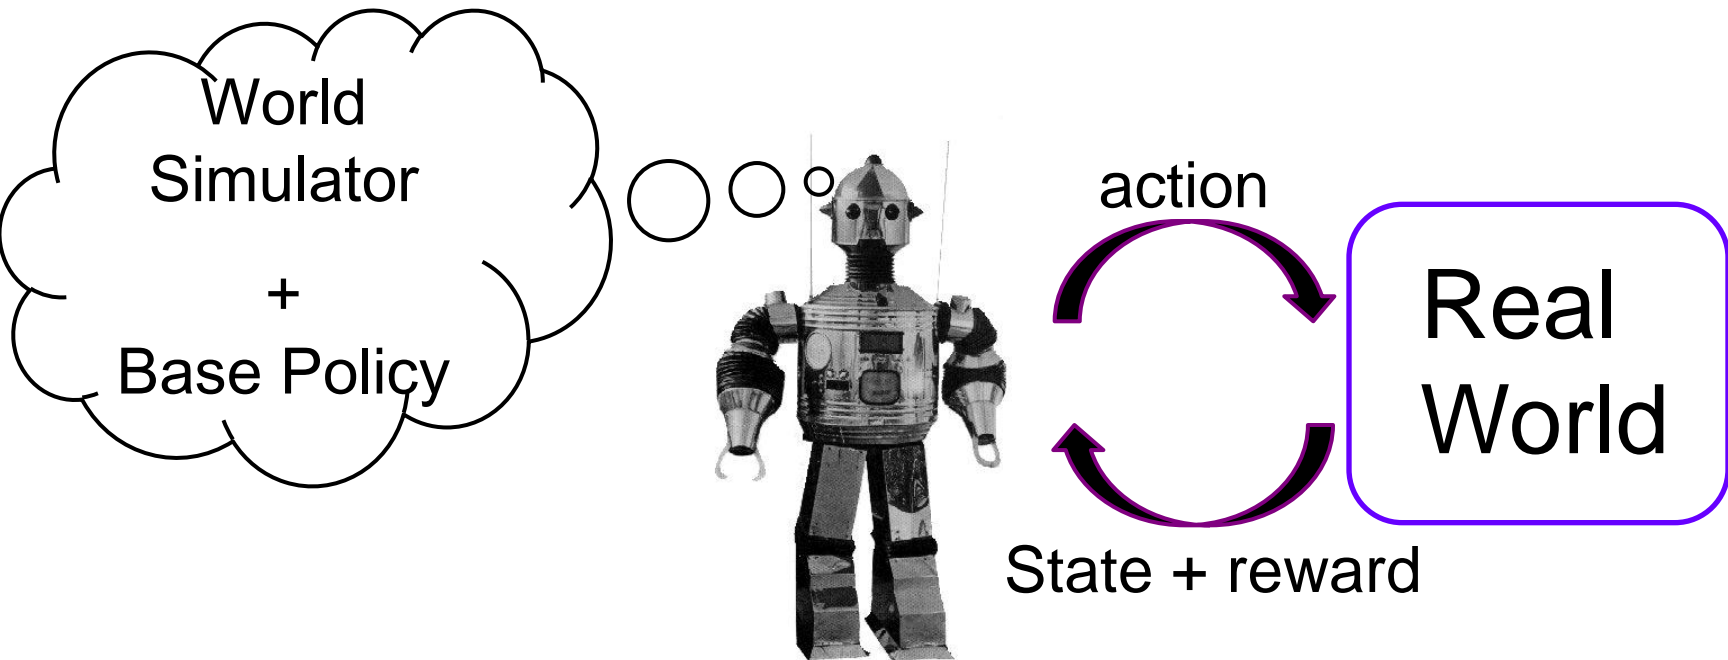 World
Simulator
+
Base Policy
action
Real
World
State + reward